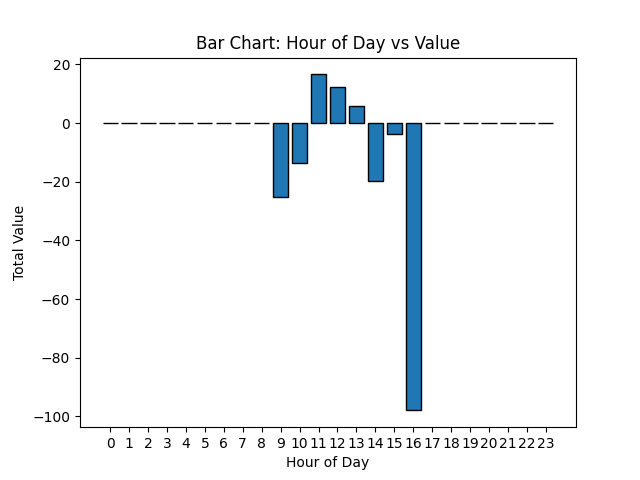 Bar Chart: Hour of Day vs Value
20
0
−20
−40
−60
−80
−100
Total Value
0 1 2 3 4 5 6 7 8 9 10 11 12 13 14 15 16 17 18 19 20 21 22 23
Hour of Day